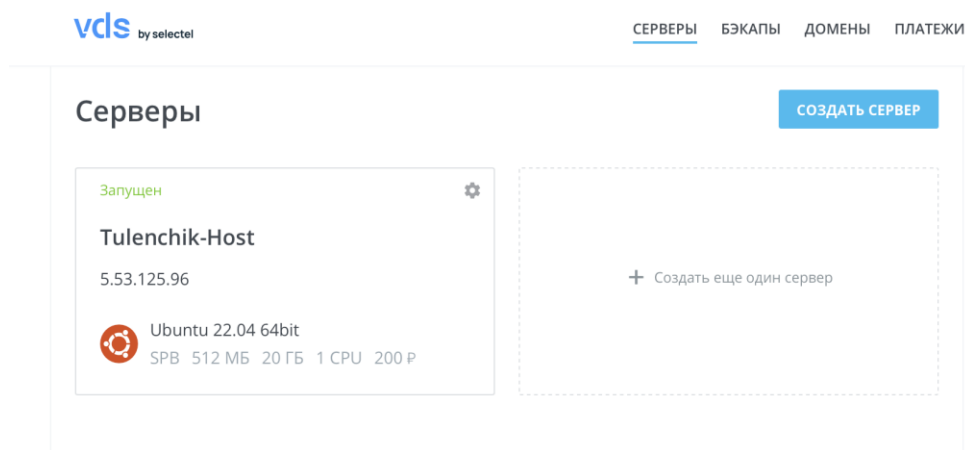 vds by selectel
СЕРВЕРЫ БЭКАПЫ ДОМЕНЫ ПЛАТЕЖИ
Серверы
СОЗДАТЬ СЕРВЕР
Запущен
Tulenchik-Host
5.53.125.96
Ubuntu 22.04 64bit
SPB 512 МБ 20 ГБ 1 CPU 200 ₽
+ Создать еще один сервер